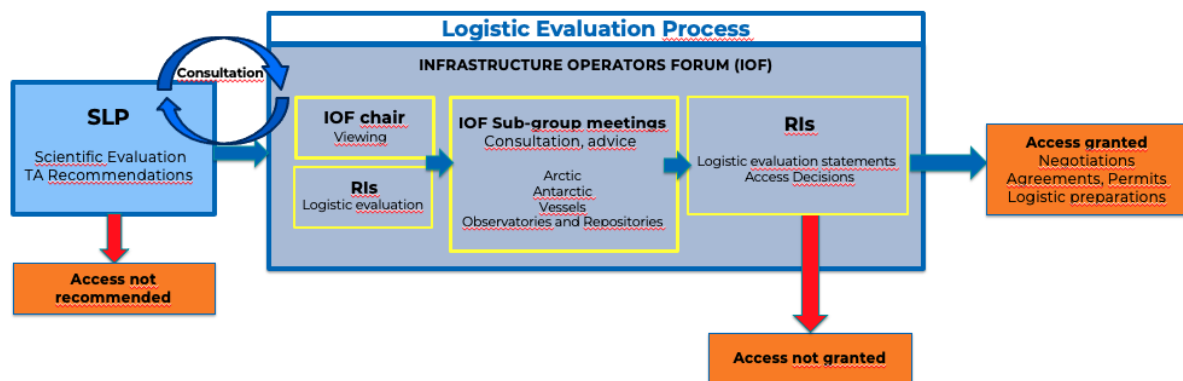 Logistic Evaluation Process
INFRASTRUCTURE OPERATORS FORUM (IOF)
Consultation
SLP
Scientific Evaluation
TA Recommendations
Access not
recommended
IOF chair
Viewing
RIs
Logistic evaluation
IOF Sub-group meetings
Consultation, advice
Arctic
Antarctic
Vessels
Observatories and Repositories
RIs
Logistic evaluation statements
Access Decisions
Access not granted
Access granted
Negotiations
Agreements, Permits
Logistic preparations